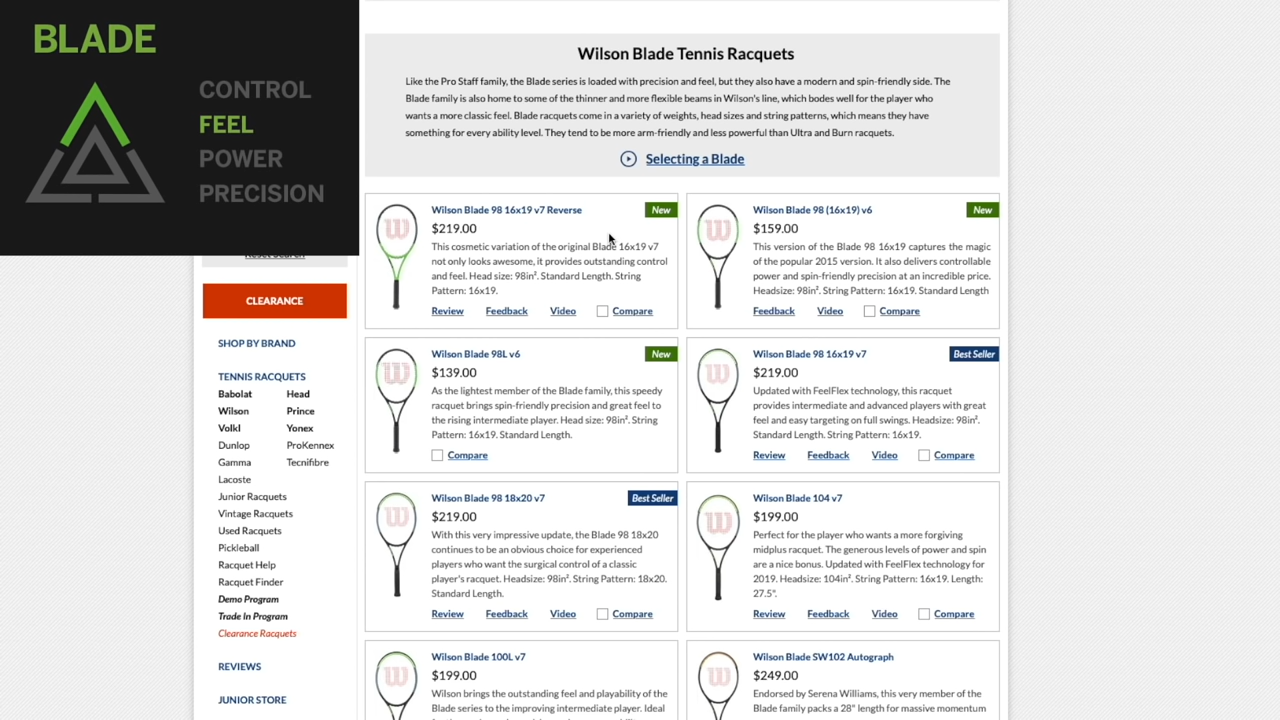 BLADE
CONTROL
FEEL
POWER
PRECISION
Wilson Blade Tennis Racquets
Like the Pro Staff family, the Blade series is loaded with precision and feel, but they also have a modern and spin-friendly side. The
Blade family is also home to some of the thinner and more flexible beams in Wilson's line, which bodes well for the player who
wants a more classic feel. Blade racquets come in a variety of weights, head sizes and string patterns, which means they have
something for every ability level. They tend to be more arm-friendly and less powerful than Ultra and Burn racquets.
Selecting a Blade
Reset Search
CLEARANCE
SHOP BY BRAND
TENNIS RACQUETS
Babolat Head
Wilson Prince
Volkl Yonex
Dunlop ProKennex
Gamma Tecnifibre
Lacoste
Junior Racquets
Vintage Racquets
Used Racquets
Pickleball
Racquet Help
Racquet Finder
Demo Program
Trade In Program
Clearance Racquets
REVIEWS
JUNIOR STORE
Wilson Blade 98 16x19 v7 Reverse
New
$219.00
This cosmetic variation of the original Blade 16x19 v7
not only looks awesome, it provides outstanding control
and feel. Head size: 98in². Standard Length. String
Pattern: 16x19.
Review Feedback Video Compare
Wilson Blade 98 (16x19) v6
New
$159.00
This version of the Blade 98 16x19 captures the magic
of the popular 2015 version. It also delivers controllable
power and spin-friendly precision at an incredible price.
Headsize: 98in². String Pattern: 16x19. Standard Length
Feedback Video Compare
Wilson Blade 98L v6
New
$139.00
As the lightest member of the Blade family, this speedy
racquet brings spin-friendly precision and great feel to
the rising intermediate player. Head size: 98in². String
Pattern: 16x19. Standard Length.
Compare
Wilson Blade 98 16x19 v7
Best Seller
$219.00
Updated with FeelFlex technology, this racquet
provides intermediate and advanced players with great
feel and easy targeting on full swings. Headsize: 98in².
Standard Length. String Pattern: 16x19.
Review Feedback Video Compare
Wilson Blade 98 18x20 v7
Best Seller
$219.00
With this very impressive update, the Blade 98 18x20
continues to be an obvious choice for experienced
players who want the surgical control of a classic
player's racquet. Headsize: 98in². String Pattern: 18x20.
Standard Length.
Review Feedback Video Compare
Wilson Blade 104 v7
$199.00
Perfect for the player who wants a more forgiving
midplus racquet. The generous levels of power and spin
are a nice bonus. Updated with FeelFlex technology for
2019. Headsize: 104in². String Pattern: 16x19. Length:
27.5".
Review Feedback Video Compare
Wilson Blade 100L v7
$199.00
Wilson brings the outstanding feel and playability of the
Blade series to the improving intermediate player. Ideal
Wilson Blade SW102 Autograph
$249.00
Endorsed by Serena Williams, this very member of the
Blade family packs a 28" length for massive momentum